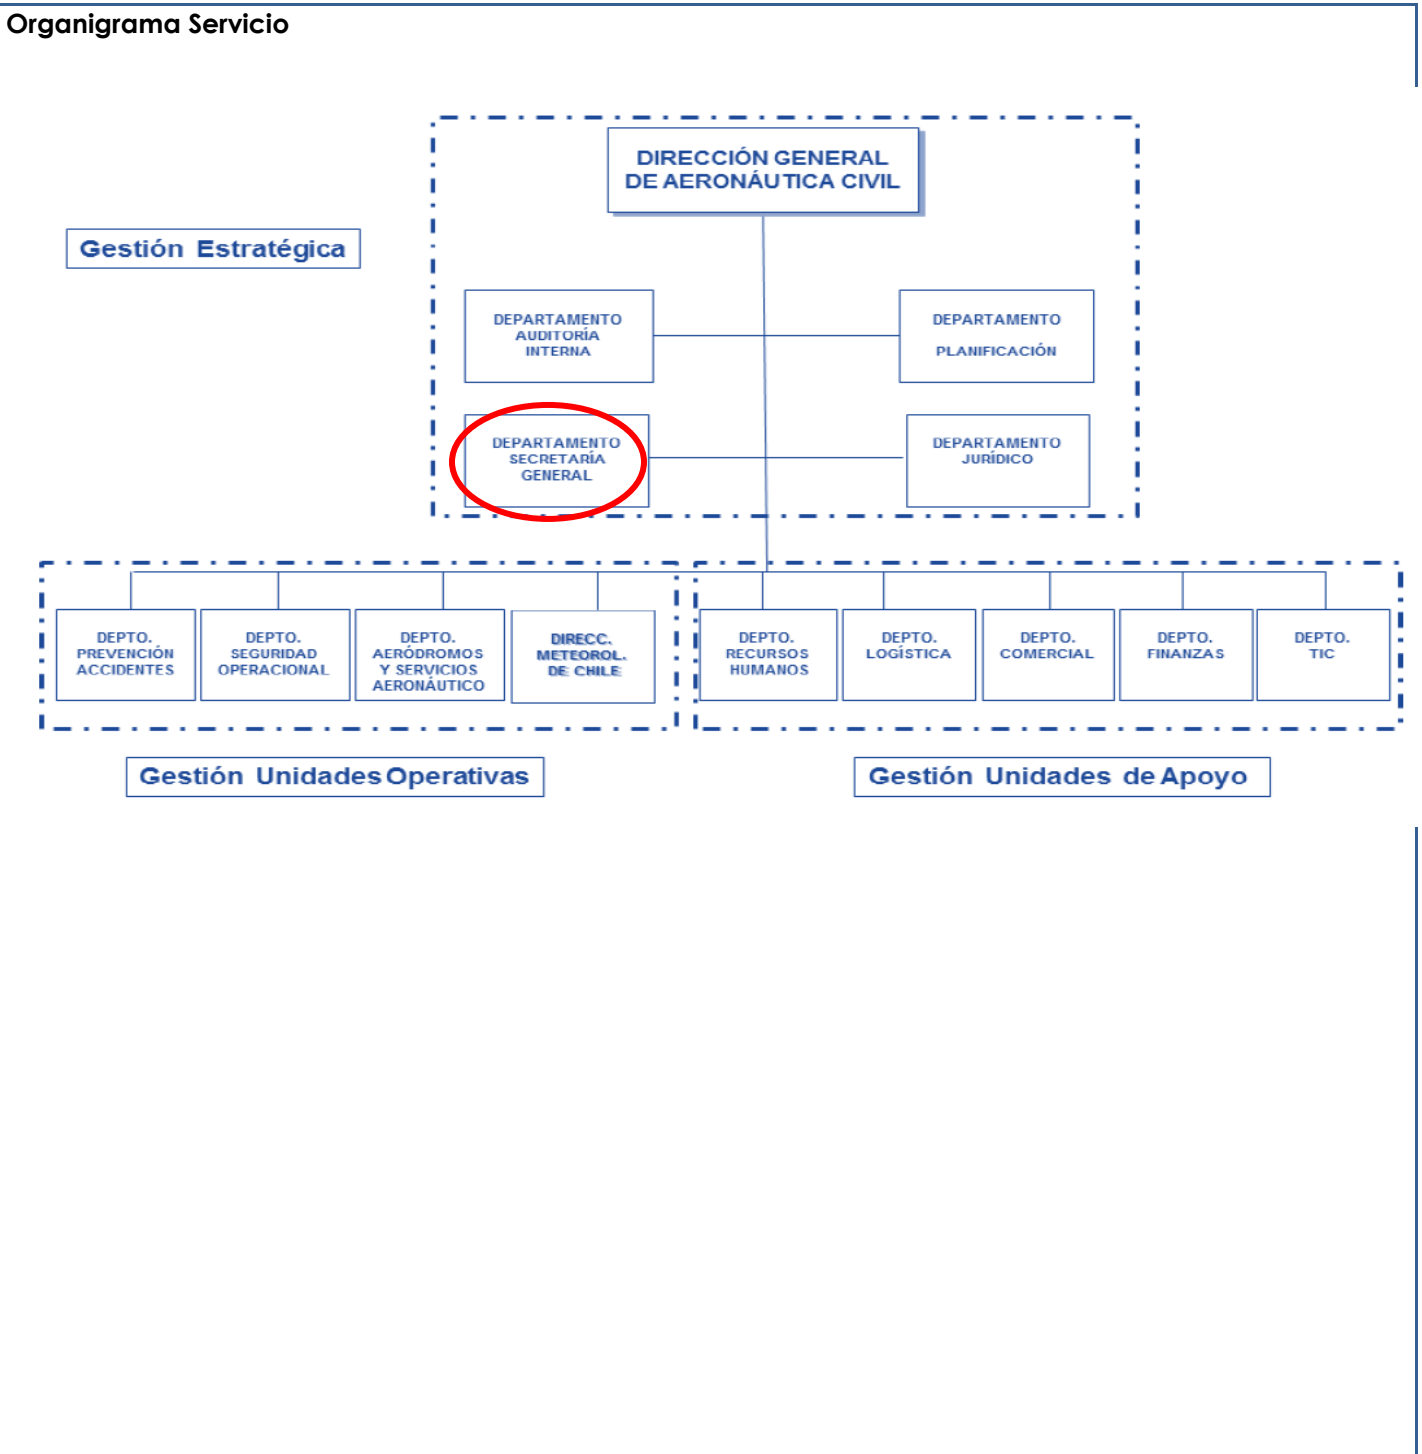 Organigrama Servicio
DIRECCIÓN GENERAL
DE AERONÁUTICA CIVIL
Gestión Estratégica
DEPARTAMENTO
AUDITORÍA
INTERNA
DEPARTAMENTO
PLANIFICACIÓN
DEPARTAMENTO
SECRETARÍA
GENERAL
DEPARTAMENTO
JURÍDICO
DEPTO.
PREVENCIÓN
ACCIDENTES
DEPTO.
SEGURIDAD
OPERACIONAL
DEPTO.
AERÓDROMOS
Y SERVICIOS
AERONÁUTICO
DIRECC.
METEOROL.
DE CHILE
DEPTO.
RECURSOS
HUMANOS
DEPTO.
LOGÍSTICA
DEPTO.
COMERCIAL
DEPTO.
FINANZAS
DEPTO.
TIC
Gestión Unidades Operativas
Gestión Unidades de Apoyo